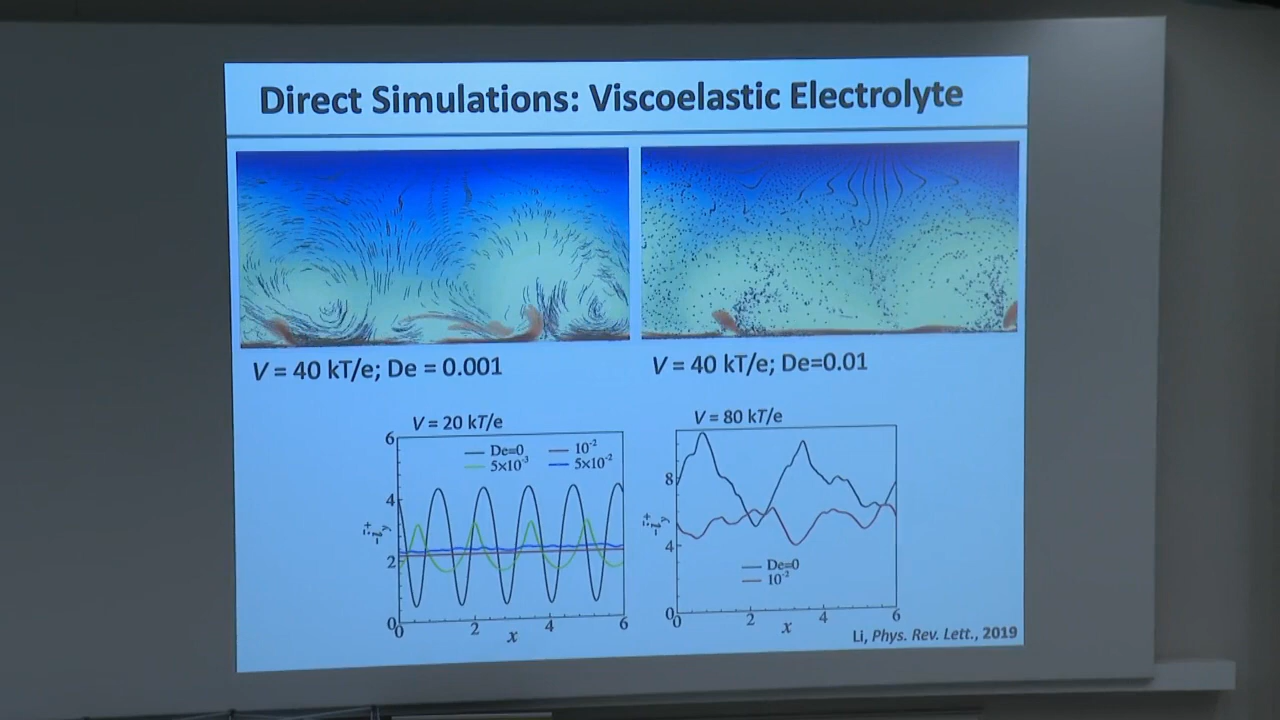 Direct Simulations: Viscoelastic Electrolyte
V = 40 kT/e; De = 0.001
V = 40 kT/e; De=0.01
V = 20 kT/e
De=0
5×10⁻³
10⁻²
5×10⁻²
6
4
2
0
0
2
4
6
x
V = 80 kT/e
8
4
0
De=0
10⁻²
0
2
4
6
x
Li, Phys. Rev. Lett., 2019